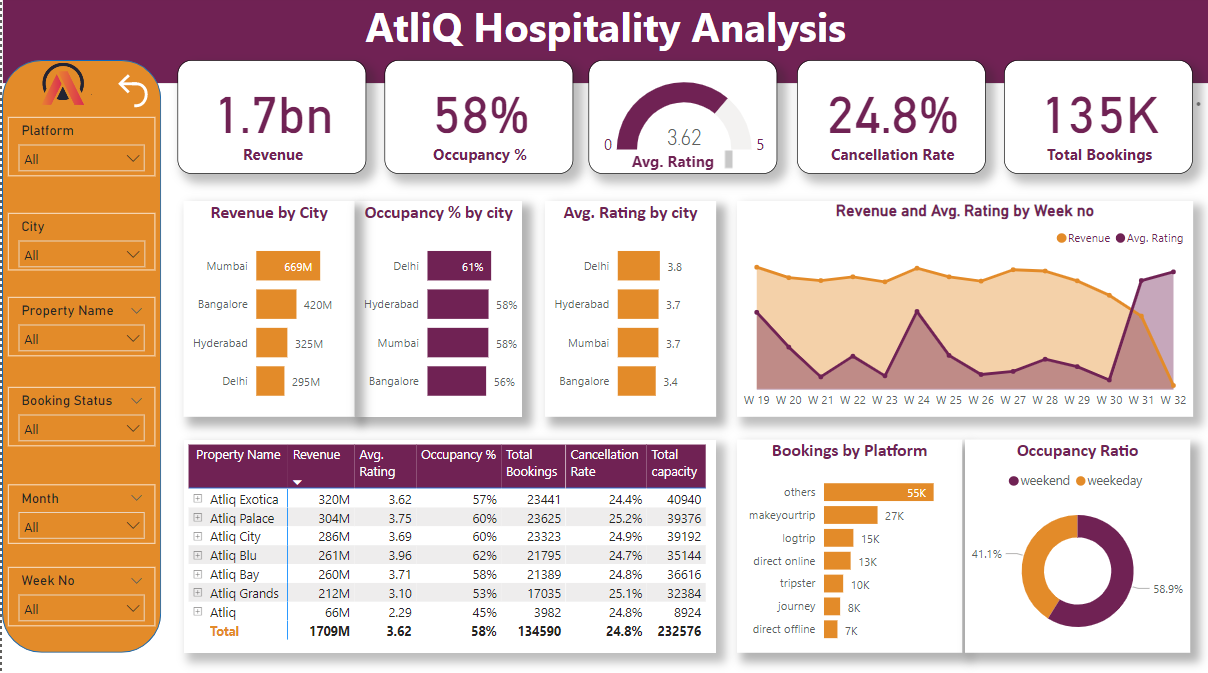 AtliQ Hospitality Analysis
Platform
All
City
All
Property Name
All
Booking Status
All
Month
All
Week No
All
1.7bn
Revenue
58%
Occupancy %
0
3.62
5
Avg. Rating
24.8%
Cancellation Rate
135K
Total Bookings
Revenue by City
Mumbai 669M
Bangalore 420M
Hyderabad 325M
Delhi 295M
Occupancy % by city
Delhi 61%
Hyderabad 58%
Mumbai 58%
Bangalore 56%
Avg. Rating by city
Delhi 3.8
Hyderabad 3.7
Mumbai 3.7
Bangalore 3.4
Revenue and Avg. Rating by Week no
Revenue Avg. Rating
W 19 W 20 W 21 W 22 W 23 W 24 W 25 W 26 W 27 W 28 W 29 W 30 W 31 W 32
Property Name Revenue Avg. Rating Occupancy % Total Bookings Cancellation Rate Total capacity
Atliq Exotica 320M 3.62 57% 23441 24.4% 40940
Atliq Palace 304M 3.75 60% 23625 25.2% 39376
Atliq City 286M 3.69 60% 23323 24.9% 39192
Atliq Blu 261M 3.96 62% 21795 24.7% 35144
Atliq Bay 260M 3.71 58% 21389 24.8% 36616
Atliq Grands 212M 3.10 53% 17035 25.1% 32384
Atliq 66M 2.29 45% 3982 24.8% 8924
Total 1709M 3.62 58% 134590 24.8% 232576
Bookings by Platform
others 55K
makeyourtrip 27K
logtrip 15K
direct online 13K
tripster 10K
journey 8K
direct offline 7K
Occupancy Ratio
weekend weekeday
41.1%
58.9%